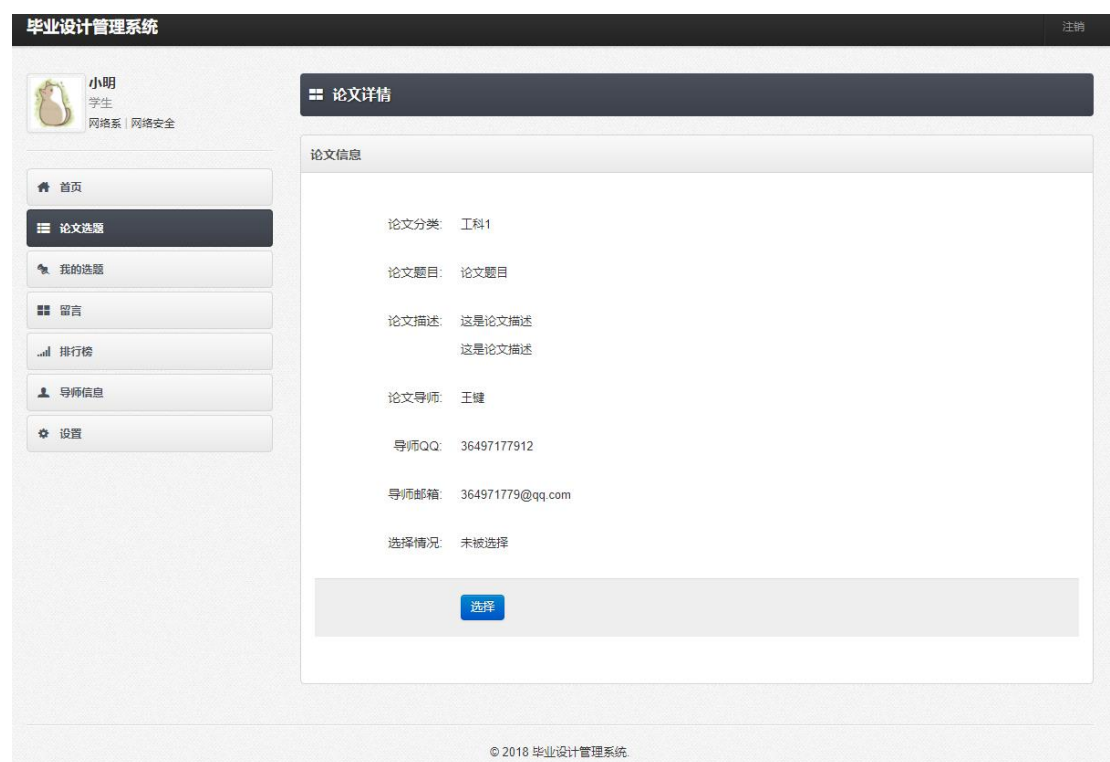 毕业设计管理系统
注销
小明
学生
网络系 | 网络安全
首页
论文选题
我的选题
留言
排行榜
导师信息
设置
论文详情
论文信息
论文分类: 工科1
论文题目: 论文题目
论文描述: 这是论文描述
这是论文描述
论文导师: 王键
导师QQ: 36497177912
导师邮箱: 364971779@qq.com
选择情况: 未被选择
选择
© 2018 毕业设计管理系统.